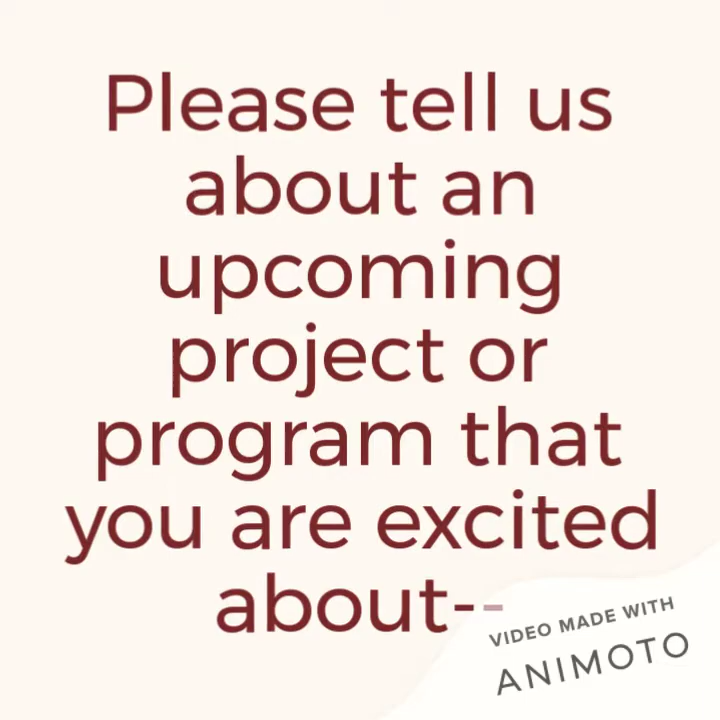 Please tell us
about an
upcoming
project or
program that
you are excited
about--
VIDEO MADE WITH
ANIMOTO